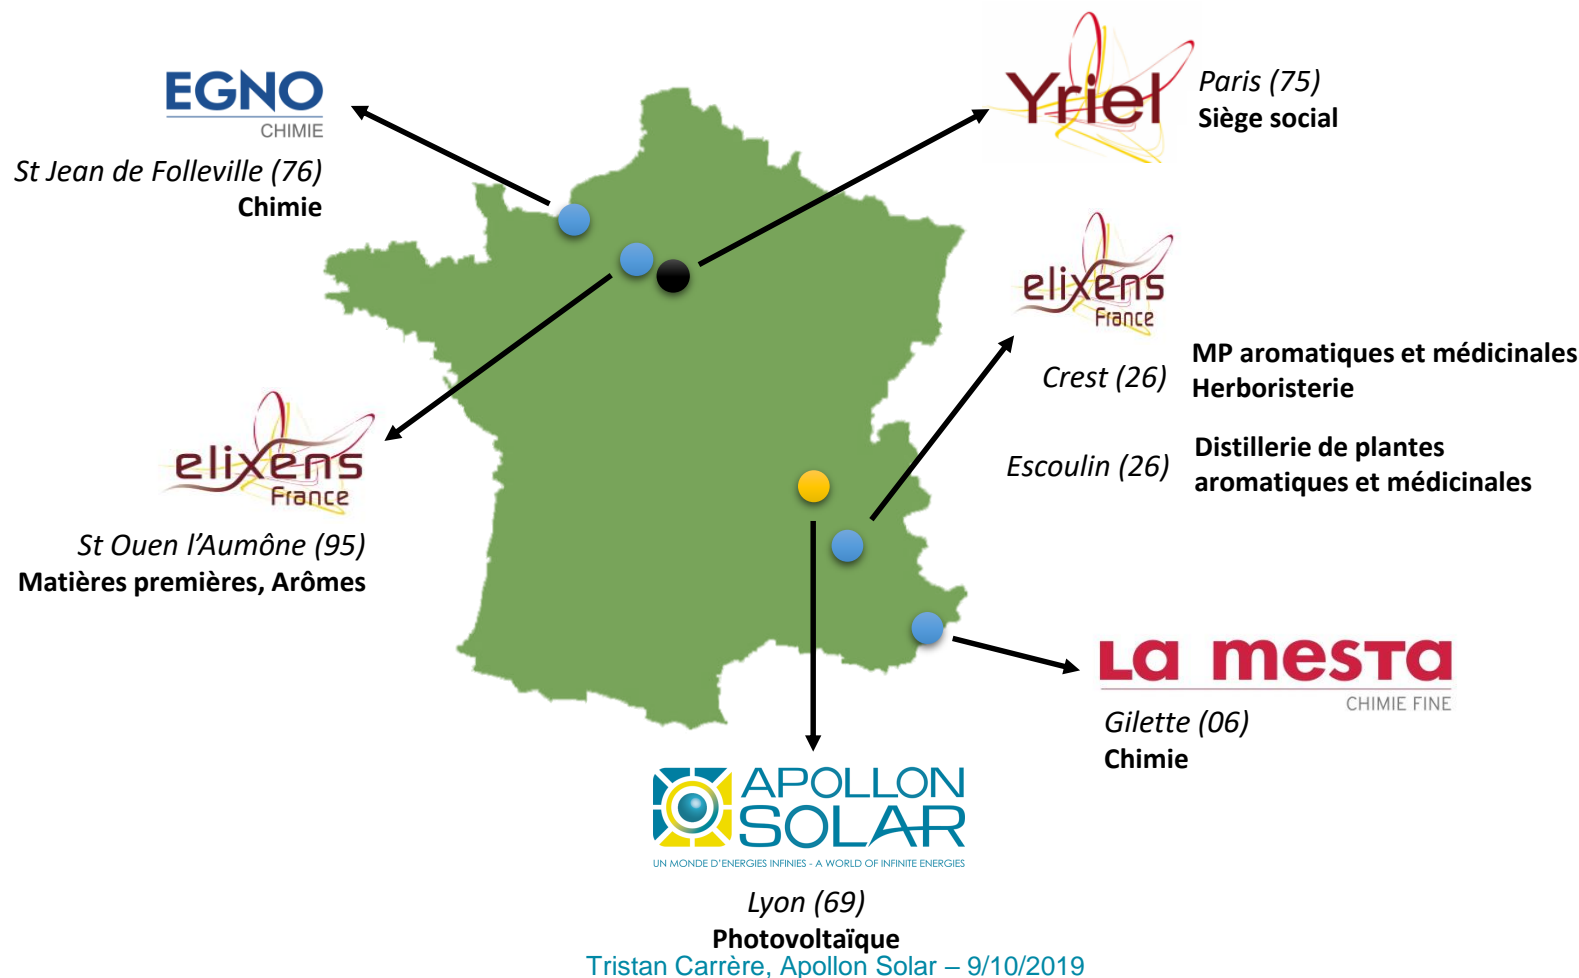 EGNO
CHIMIE
St Jean de Folleville (76)
Chimie
Yriel
Paris (75)
Siège social
elixens
France
Crest (26)
MP aromatiques et médicinales
Herboristerie
Escoulin (26)
Distillerie de plantes
aromatiques et médicinales
elixens
France
St Ouen l'Aumône (95)
Matières premières, Arômes
La mesta
CHIMIE FINE
Gilette (06)
Chimie
APOLLON
SOLAR
UN MONDE D'ENERGIES INFINIES - A WORLD OF INFINITE ENERGIES
Lyon (69)
Photovoltaïque
Tristan Carrère, Apollon Solar – 9/10/2019